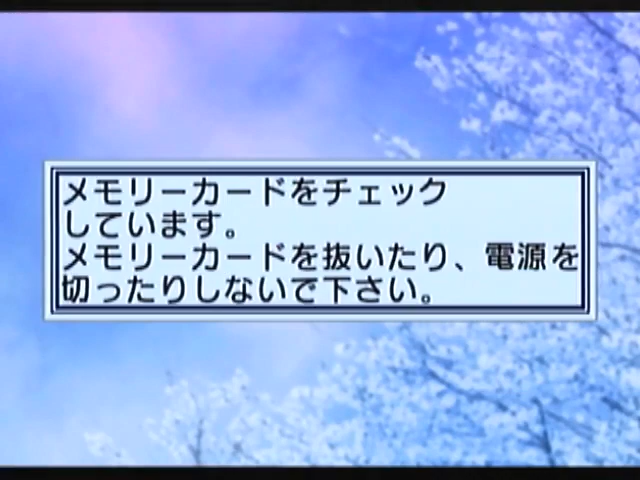 メモリーカードをチェック
しています。
メモリーカードを抜いたり、電源を
切ったりしないで下さい。